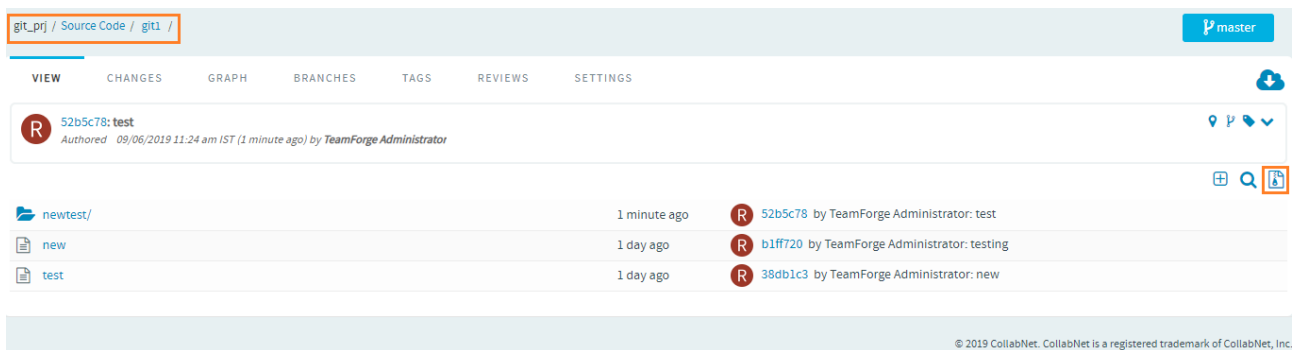 git_prj / Source Code / git1 /
master
VIEW CHANGES GRAPH BRANCHES TAGS REVIEWS SETTINGS
R 52b5c78: test
Authored 09/06/2019 11:24 am IST (1 minute ago) by TeamForge Administrator
newtest/ 1 minute ago R 52b5c78 by TeamForge Administrator: test
new 1 day ago R b1ff720 by TeamForge Administrator: testing
test 1 day ago R 38db1c3 by TeamForge Administrator: new
© 2019 CollabNet. CollabNet is a registered trademark of CollabNet, Inc.